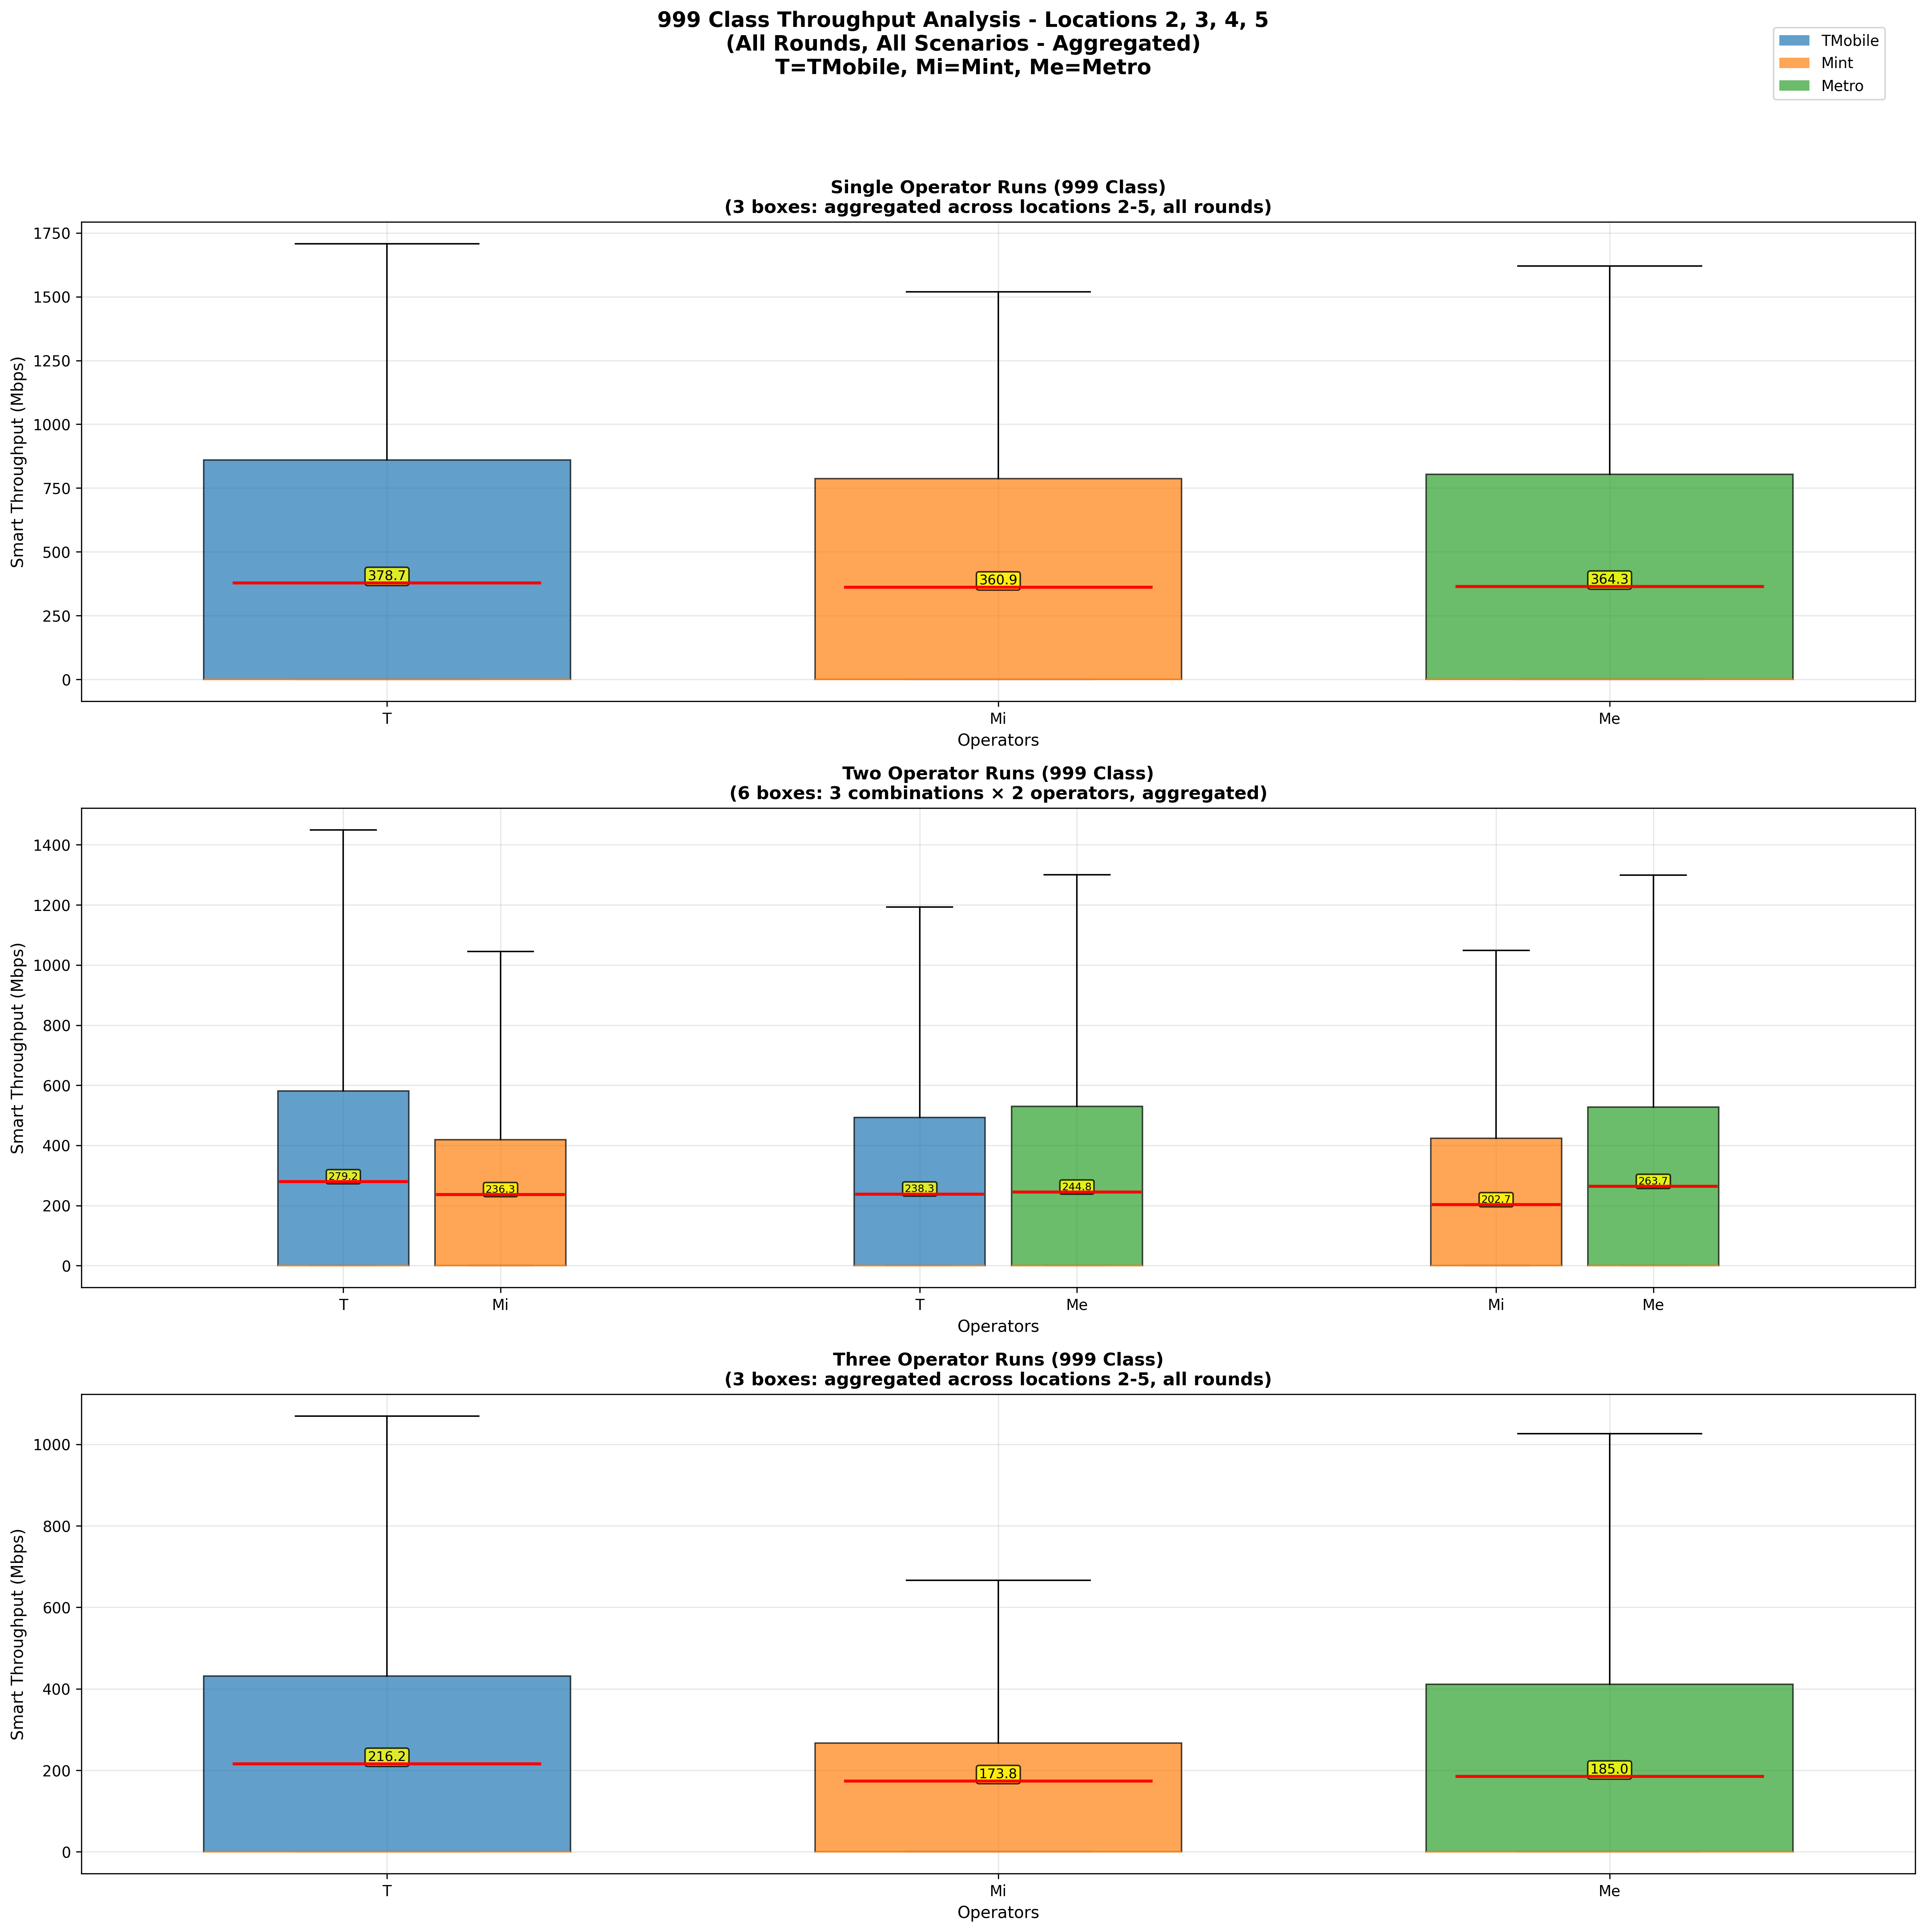 999 Class Throughput Analysis - Locations 2, 3, 4, 5
(All Rounds, All Scenarios - Aggregated)
T=TMobile, Mi=Mint, Me=Metro
TMobile
Mint
Metro
Single Operator Runs (999 Class)
(3 boxes: aggregated across locations 2-5, all rounds)
Smart Throughput (Mbps)
1750
1500
1250
1000
750
500
250
0
378.7
360.9
364.3
T
Mi
Me
Operators
Two Operator Runs (999 Class)
(6 boxes: 3 combinations × 2 operators, aggregated)
Smart Throughput (Mbps)
1400
1200
1000
800
600
400
200
0
279.2
236.3
238.3
244.8
202.7
263.7
T
Mi
T
Me
Mi
Me
Operators
Three Operator Runs (999 Class)
(3 boxes: aggregated across locations 2-5, all rounds)
Smart Throughput (Mbps)
1000
800
600
400
200
0
216.2
173.8
185.0
T
Mi
Me
Operators